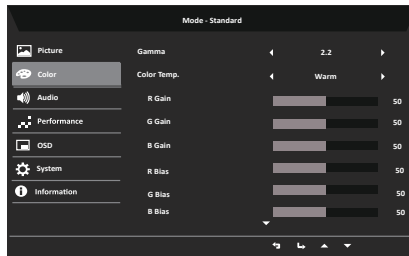 Mode - Standard
Picture
Gamma 2.2
Color
Color Temp. Warm
Audio
R Gain 50
Performance
G Gain 50
OSD
B Gain 50
System
R Bias 50
Information
G Bias 50
B Bias 50